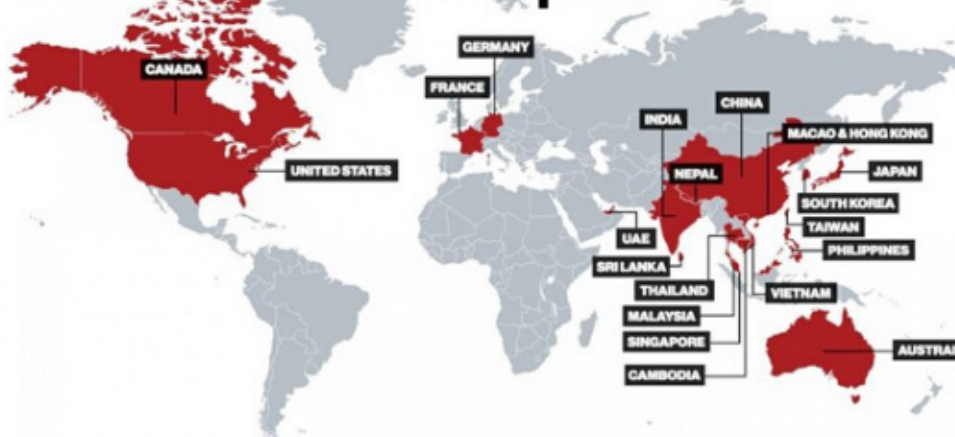 GERMANY
CANADA
FRANCE
CHINA
INDIA
MACAO & HONG KONG
UNITED STATES
NEPAL
JAPAN
SOUTH KOREA
TAIWAN
UAE
PHILIPPINES
SRI LANKA
THAILAND
VIETNAM
MALAYSIA
SINGAPORE
AUSTRA
CAMBODIA